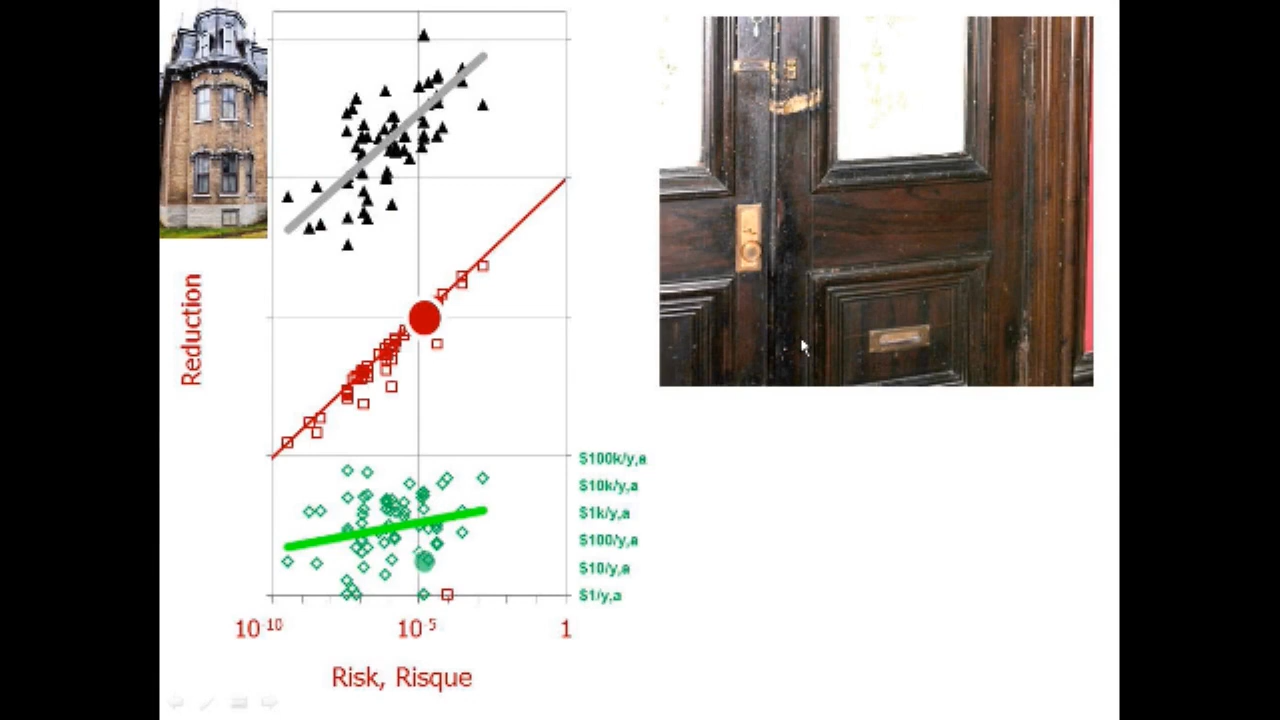 Reduction
$100k/y,a
$10k/y,a
$1k/y,a
$100/y,a
$10/y,a
$1/y,a
10-10 10-5 1
Risk, Risque